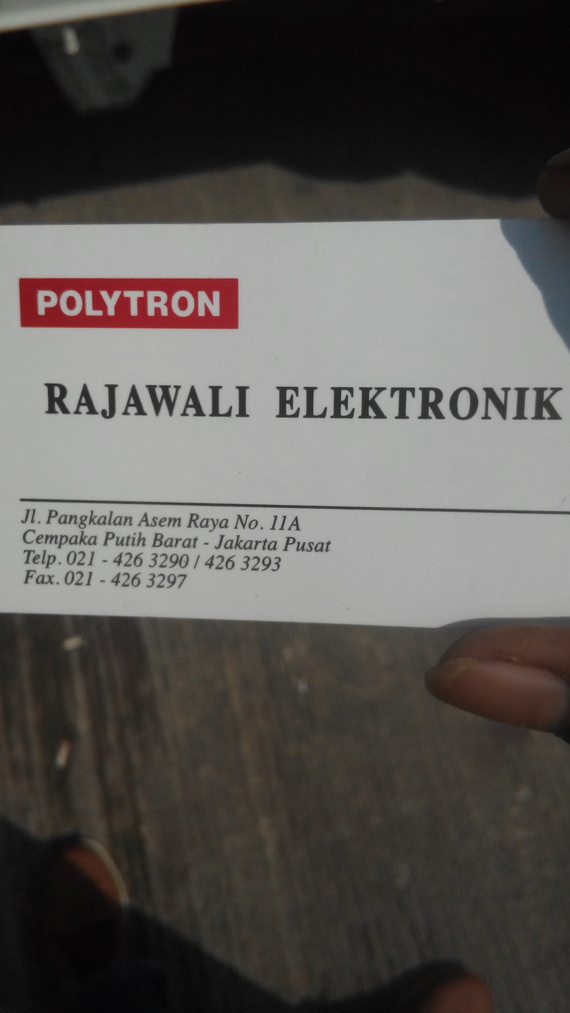 POLYTRON
RAJAWALI ELEKTRONIK
Jl. Pangkalan Asem Raya No. 11A
Cempaka Putih Barat - Jakarta Pusat
Telp. 021 - 426 3290 / 426 3293
Fax. 021 - 426 3297